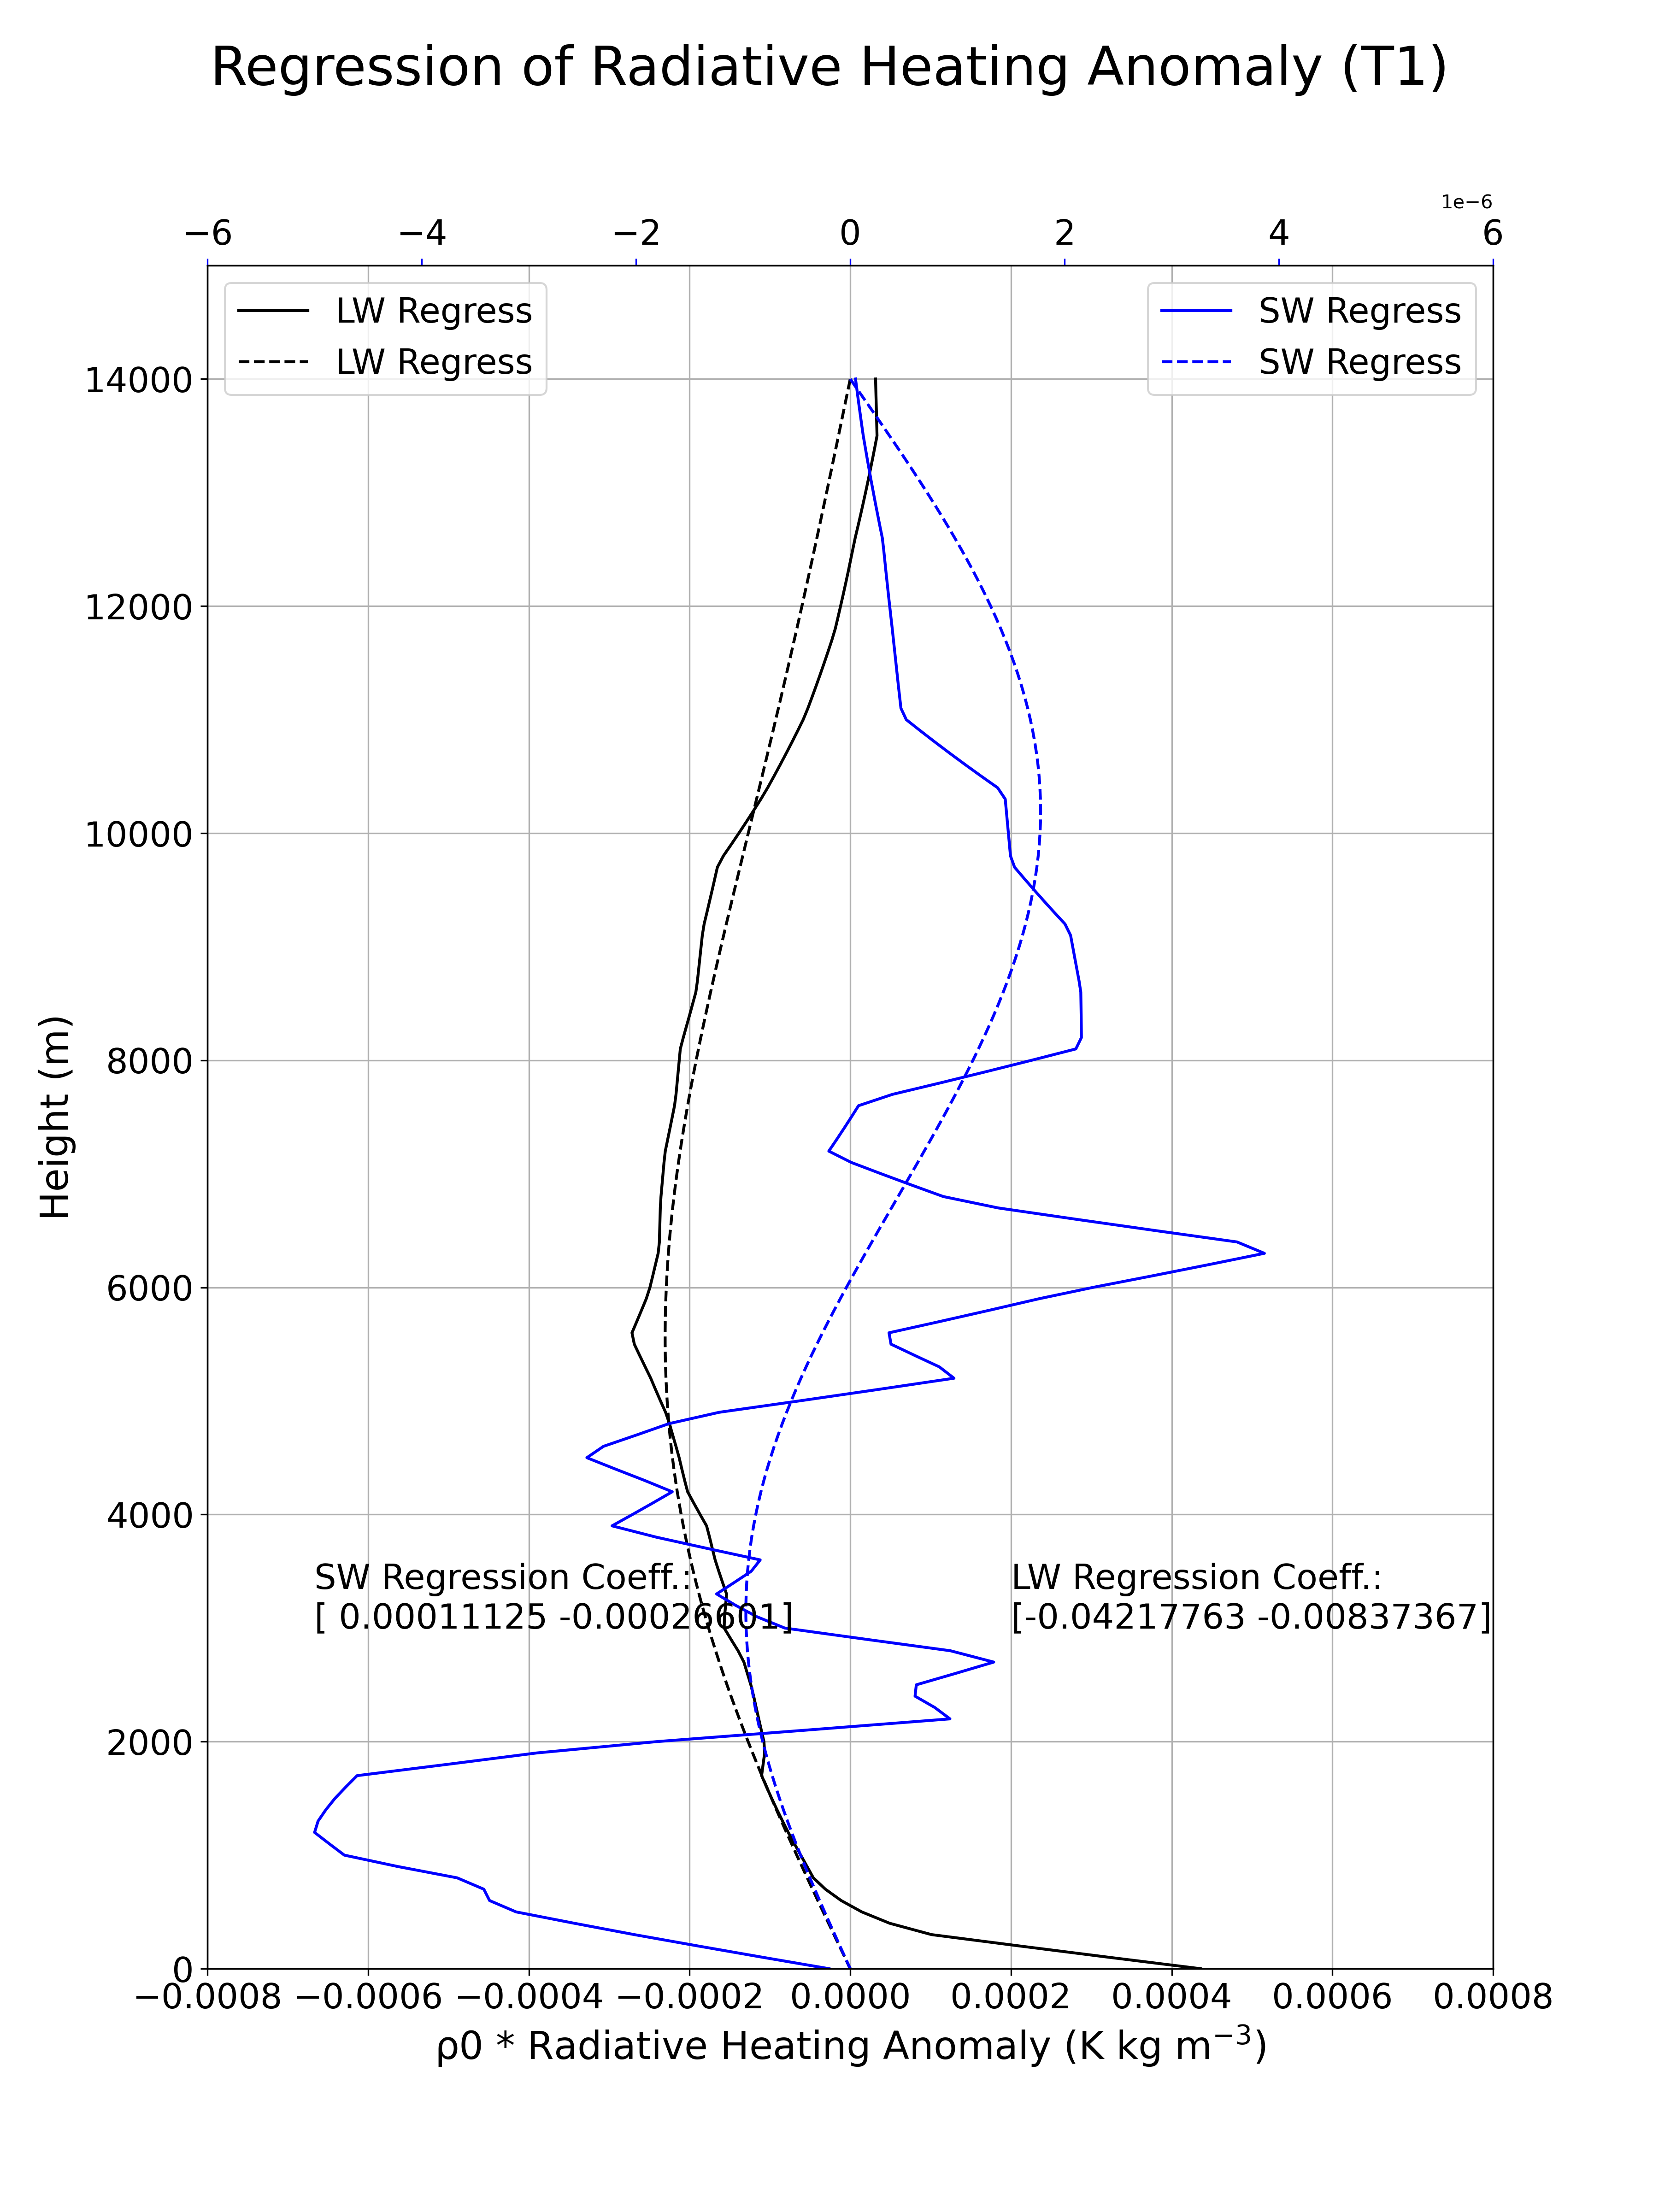 Regression of Radiative Heating Anomaly (T1)
1e−6
−6 −4 −2 0 2 4 6
LW Regress
LW Regress
SW Regress
SW Regress
14000
12000
10000
8000
6000
4000
2000
0
Height (m)
SW Regression Coeff.:
[ 0.00011125 -0.00026601]
LW Regression Coeff.:
[-0.04217763 -0.00837367]
−0.0008 −0.0006 −0.0004 −0.0002 0.0000 0.0002 0.0004 0.0006 0.0008
ρ0 * Radiative Heating Anomaly (K kg m⁻³)